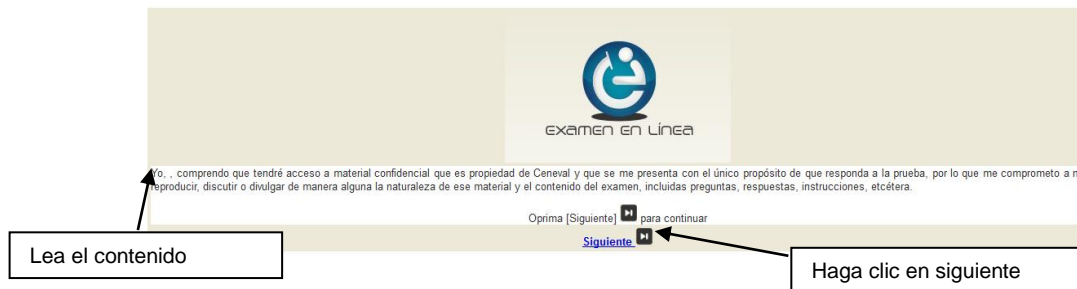 Examen en Línea
Yo, , comprendo que tendré acceso a material confidencial que es propiedad de Ceneval y que se me presenta con el único propósito de que responda a la prueba, por lo que me comprometo a
reproducir, discutir o divulgar de manera alguna la naturaleza de ese material y el contenido del examen, incluidas preguntas, respuestas, instrucciones, etcétera.
Oprima [Siguiente] para continuar
Siguiente
Lea el contenido
Haga clic en siguiente